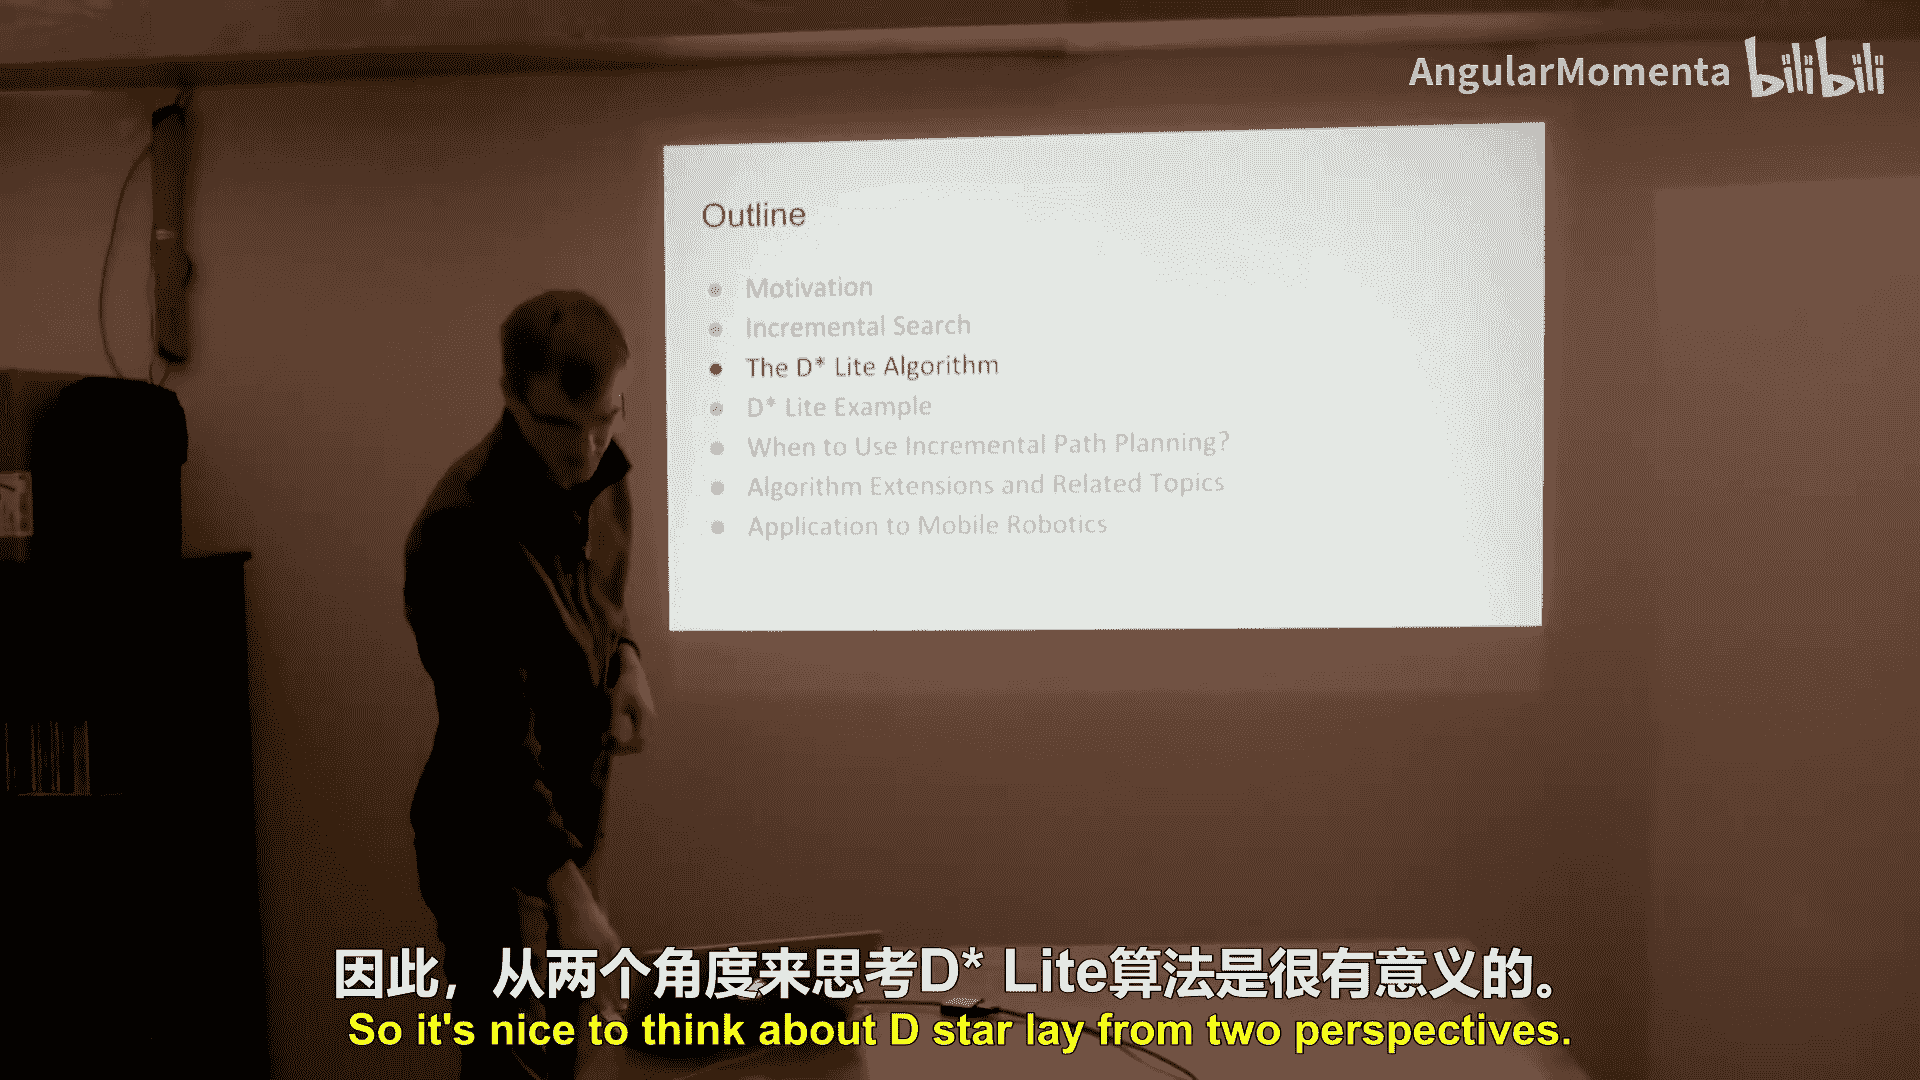 AngularMomenta bilibili
Outline
● Motivation
● Incremental Search
● The D* Lite Algorithm
● D* Lite Example
● When to Use Incremental Path Planning?
● Algorithm Extensions and Related Topics
● Application to Mobile Robotics
因此，从两个角度来思考D* Lite算法是很有意义的。
So it's nice to think about D star lay from two perspectives.